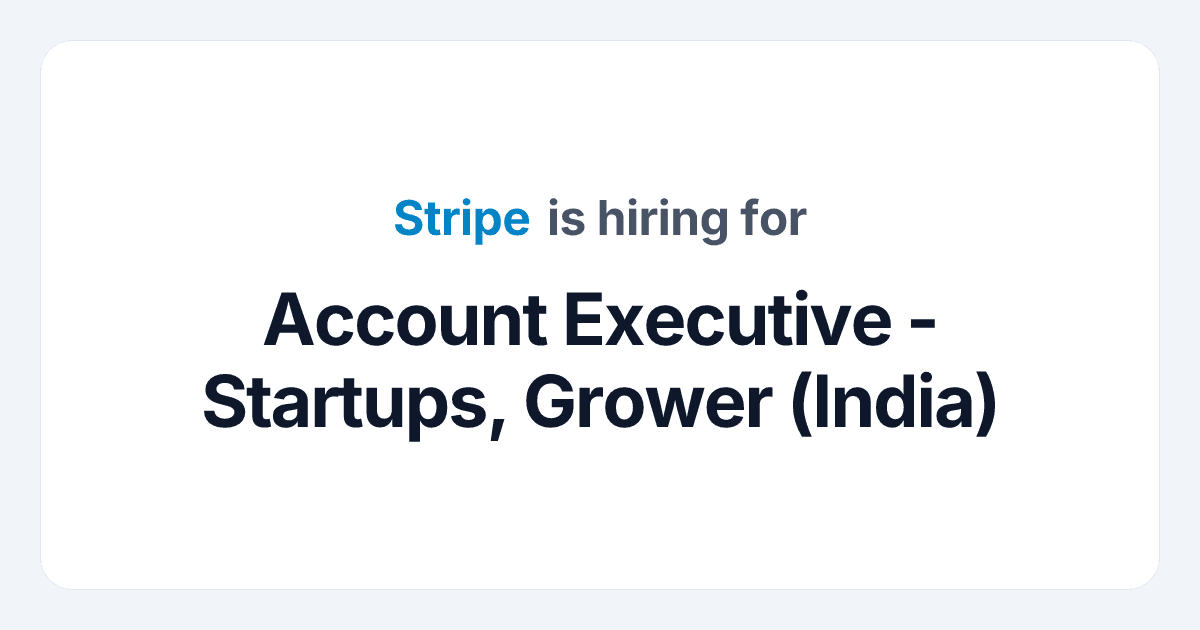 Stripe is hiring for
Account Executive -
Startups, Grower (India)